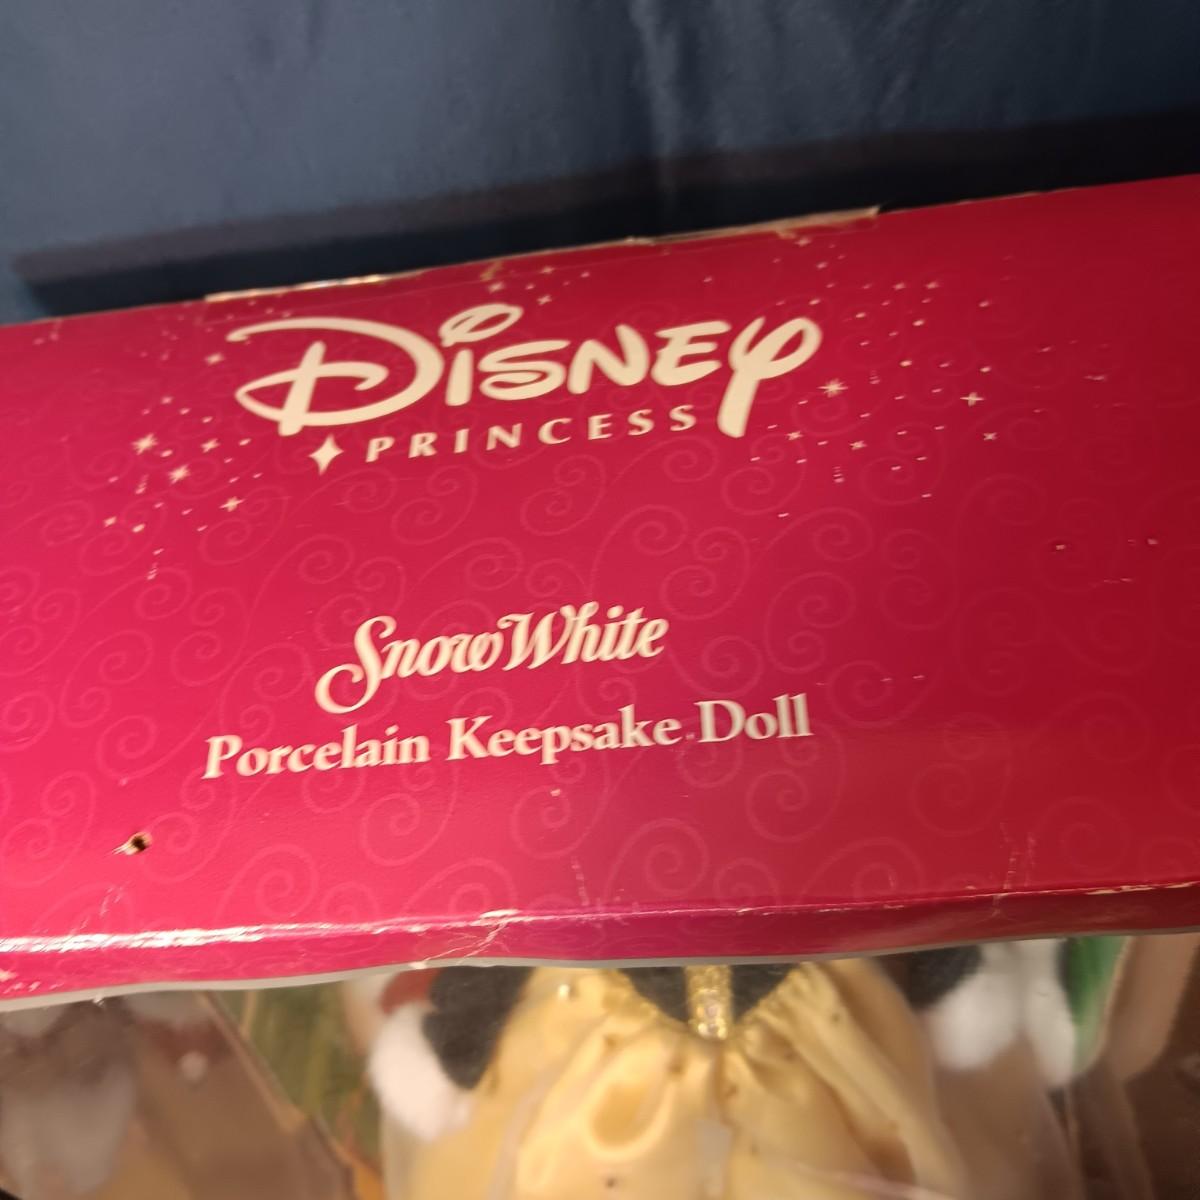 Disney
PRINCESS
Snow White
Porcelain Keepsake Doll